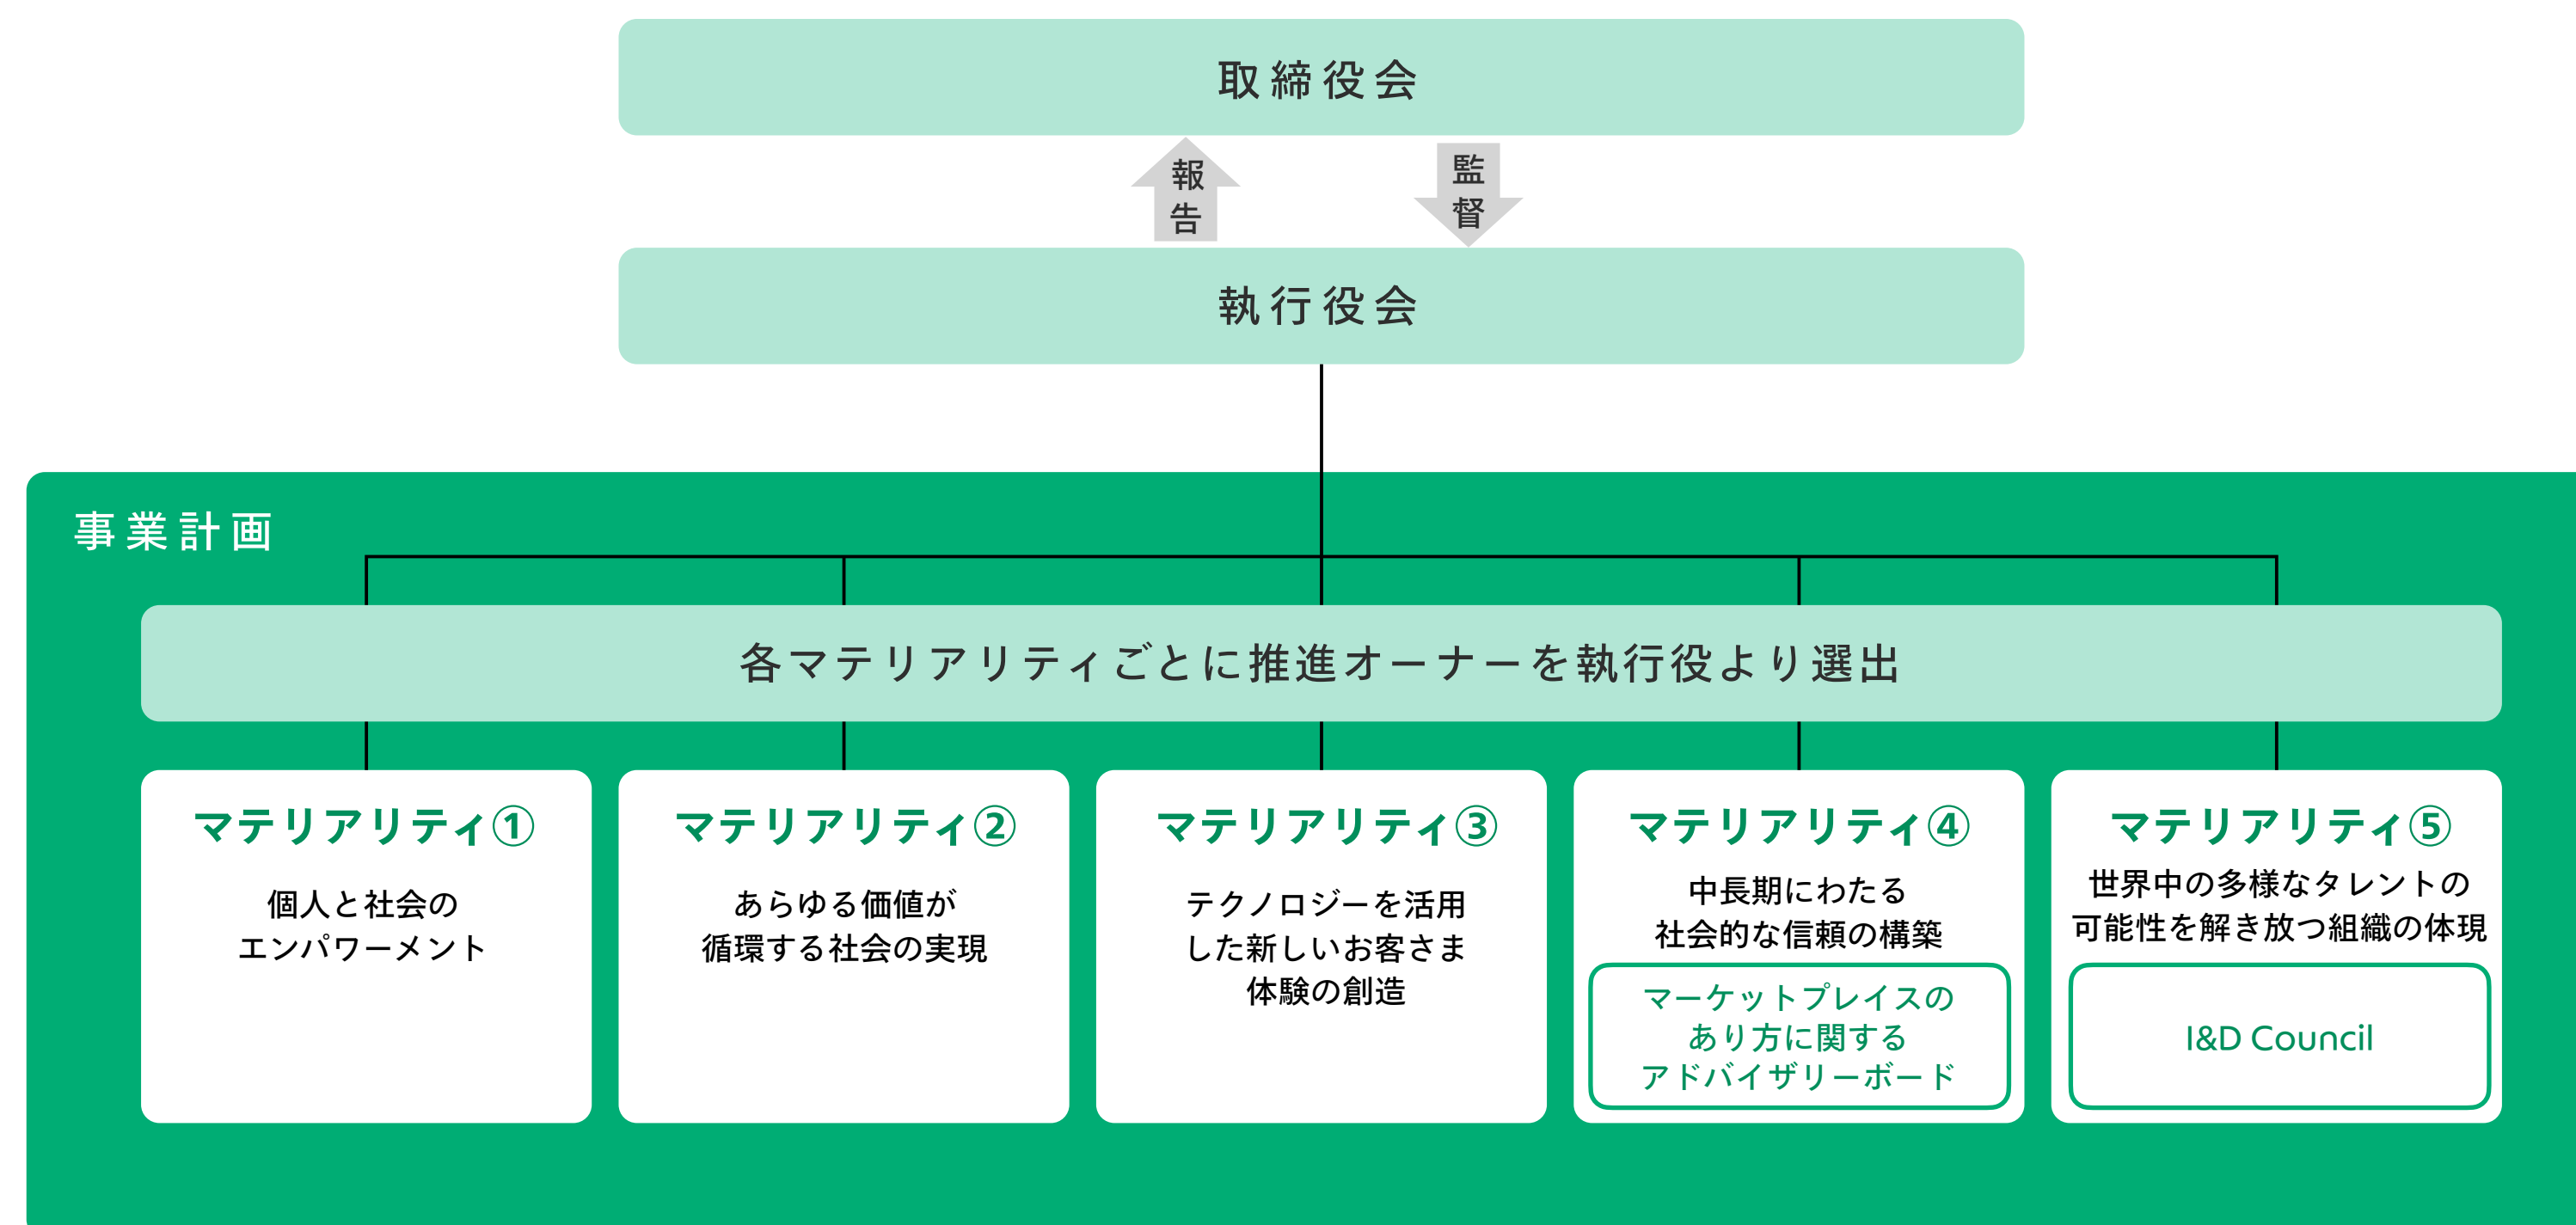 取締役会
報告
監督
執行役会
事業計画
各マテリアリティごとに推進オーナーを執行役より選出
マテリアリティ①
個人と社会の
エンパワーメント
マテリアリティ②
あらゆる価値が
循環する社会の実現
マテリアリティ③
テクノロジーを活用
した新しいお客さま
体験の創造
マテリアリティ④
中長期にわたる
社会的な信頼の構築
マーケットプレイスの
あり方に関する
アドバイザリーボード
マテリアリティ⑤
世界中の多様なタレントの
可能性を解き放つ組織の体現
I&D Council